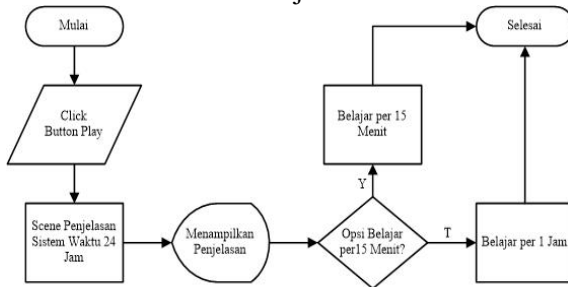 Mulai
Click
Button Play
Scene Penjelasan
Sistem Waktu 24
Jam
Menampilkan
Penjelasan
Opsi Belajar
per15 Menit?
Y
T
Belajar per 15
Menit
Belajar per 1 Jam
Selesai